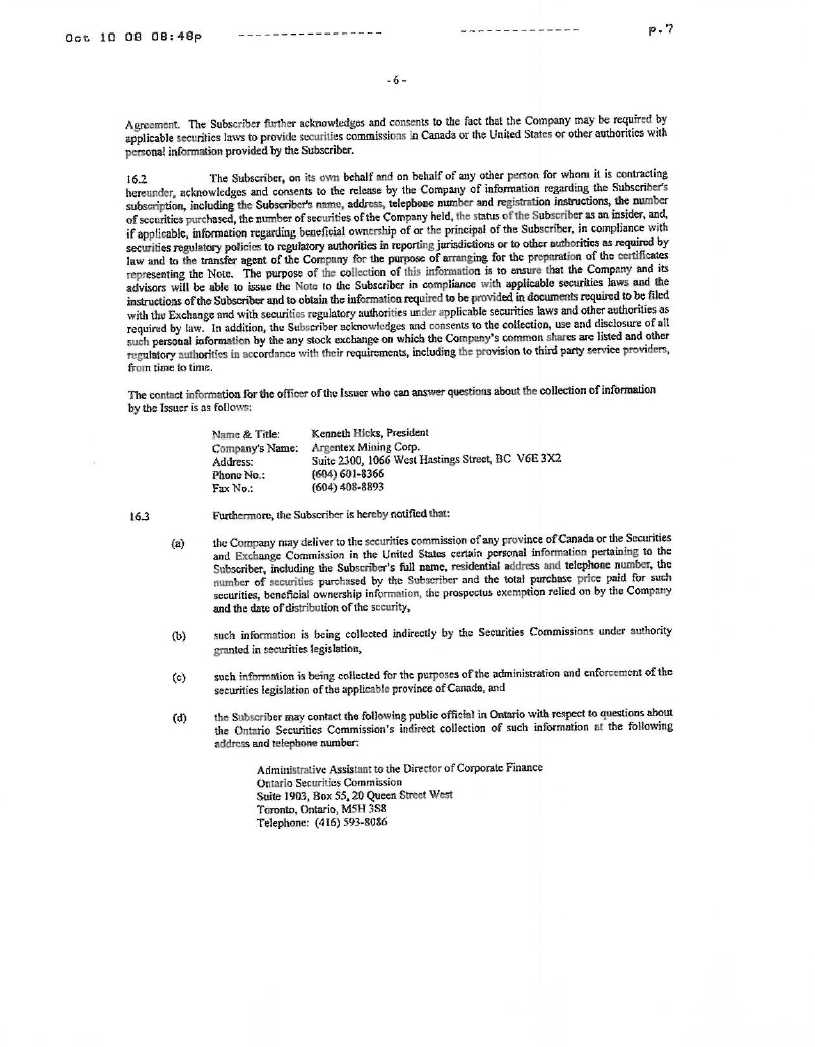 Oct 10 08 08:48p p.7
- 6 -
Agreement. The Subscriber further acknowledges and consents to the fact that the Company may be required by
applicable securities laws to provide securities commissions in Canada or the United States or other authorities with
personal information provided by the Subscriber.
16.2 The Subscriber, on its own behalf and on behalf of any other person for whom it is contracting
hereunder, acknowledges and consents to the release by the Company of information regarding the Subscriber's
subscription, including the Subscriber's name, address, telephone number and registration instructions, the number
of securities purchased, the number of securities of the Company held, the status of the Subscriber as an insider, and,
if applicable, information regarding beneficial ownership of or the principal of the Subscriber, in compliance with
securities regulatory policies to regulatory authorities in reporting jurisdictions or to other authorities as required by
law and to the transfer agent of the Company for the purpose of arranging for the preparation of the certificates
representing the Note. The purpose of the collection of this information is to ensure that the Company and its
advisors will be able to issue the Note to the Subscriber in compliance with applicable securities laws and the
instructions of the Subscriber and to obtain the information required to be provided in documents required to be filed
with the Exchange and with securities regulatory authorities under applicable securities laws and other authorities as
required by law. In addition, the Subscriber acknowledges and consents to the collection, use and disclosure of all
such personal information by the any stock exchange on which the Company's common shares are listed and other
regulatory authorities in accordance with their requirements, including the provision to third party service providers,
from time to time.
The contact information for the officer of the Issuer who can answer questions about the collection of information
by the Issuer is as follows:
Name & Title: Kenneth Hicks, President
Company's Name: Argentex Mining Corp.
Address: Suite 2300, 1066 West Hastings Street, BC V6E 3X2
Phone No.: (604) 601-8366
Fax No.: (604) 408-8893
16.3 Furthermore, the Subscriber is hereby notified that:
(a) the Company may deliver to the securities commission of any province of Canada or the Securities
and Exchange Commission in the United States certain personal information pertaining to the
Subscriber, including the Subscriber's full name, residential address and telephone number, the
number of securities purchased by the Subscriber and the total purchase price paid for such
securities, beneficial ownership information, the prospectus exemption relied on by the Company
and the date of distribution of the security,
(b) such information is being collected indirectly by the Securities Commissions under authority
granted in securities legislation,
(c) such information is being collected for the purposes of the administration and enforcement of the
securities legislation of the applicable province of Canada, and
(d) the Subscriber may contact the following public official in Ontario with respect to questions about
the Ontario Securities Commission's indirect collection of such information at the following
address and telephone number:
Administrative Assistant to the Director of Corporate Finance
Ontario Securities Commission
Suite 1903, Box 55, 20 Queen Street West
Toronto, Ontario, M5H 3S8
Telephone: (416) 593-8086